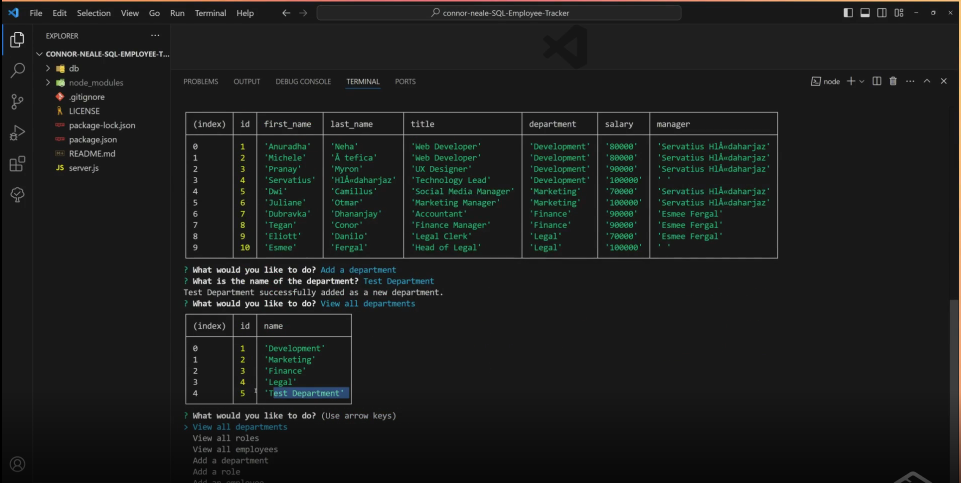 File Edit Selection View Go Run Terminal Help
connor-neale-SQL-Employee-Tracker
EXPLORER
CONNOR-NEALE-SQL-EMPLOYEE-T...
db
node_modules
.gitignore
LICENSE
package-lock.json
package.json
README.md
JS server.js
PROBLEMS OUTPUT DEBUG CONSOLE TERMINAL PORTS
node
(index) id first_name last_name title department salary manager
0 1 'Anuradha' 'Neha' 'Web Developer' 'Development' '80000' 'Servatius HlÅ«daharjaz'
1 2 'Michele' 'Å tefica' 'Web Developer' 'Development' '80000' 'Servatius HlÅ«daharjaz'
2 3 'Pranay' 'Myron' 'UX Designer' 'Development' '90000' 'Servatius HlÅ«daharjaz'
3 4 'Servatius' 'HlÅ«daharjaz' 'Technology Lead' 'Development' '100000' ' '
4 5 'Dwi' 'Camillus' 'Social Media Manager' 'Marketing' '70000' 'Servatius HlÅ«daharjaz'
5 6 'Juliane' 'Otmar' 'Marketing Manager' 'Marketing' '100000' 'Servatius HlÅ«daharjaz'
6 7 'Dubravka' 'Dhananjay' 'Accountant' 'Finance' '90000' 'Esmee Fergal'
7 8 'Tegan' 'Conor' 'Finance Manager' 'Finance' '90000' 'Esmee Fergal'
8 9 'Eliott' 'Danilo' 'Legal Clerk' 'Legal' '70000' 'Esmee Fergal'
9 10 'Esmee' 'Fergal' 'Head of Legal' 'Legal' '100000' ' '
? What would you like to do? Add a department
? What is the name of the department? Test Department
Test Department successfully added as a new department.
? What would you like to do? View all departments
(index) id name
0 1 'Development'
1 2 'Marketing'
2 3 'Finance'
3 4 'Legal'
4 5 'Test Department'
? What would you like to do? (Use arrow keys)
> View all departments
View all roles
View all employees
Add a department
Add a role
Add an employee